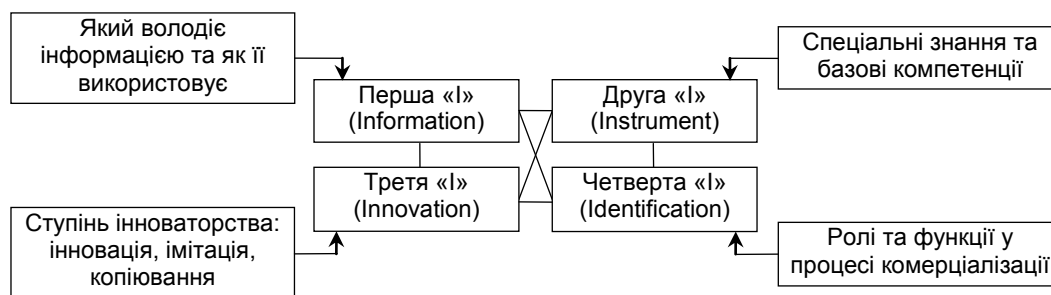 Який володіє
інформацією та як її
використовує
Спеціальні знання та
базові компетенції
Перша «І»
(Information)
Друга «І»
(Instrument)
Третя «І»
(Innovation)
Четверта «І»
(Identification)
Ступінь інноваторства:
інновація, імітація,
копіювання
Ролі та функції у
процесі комерціалізації